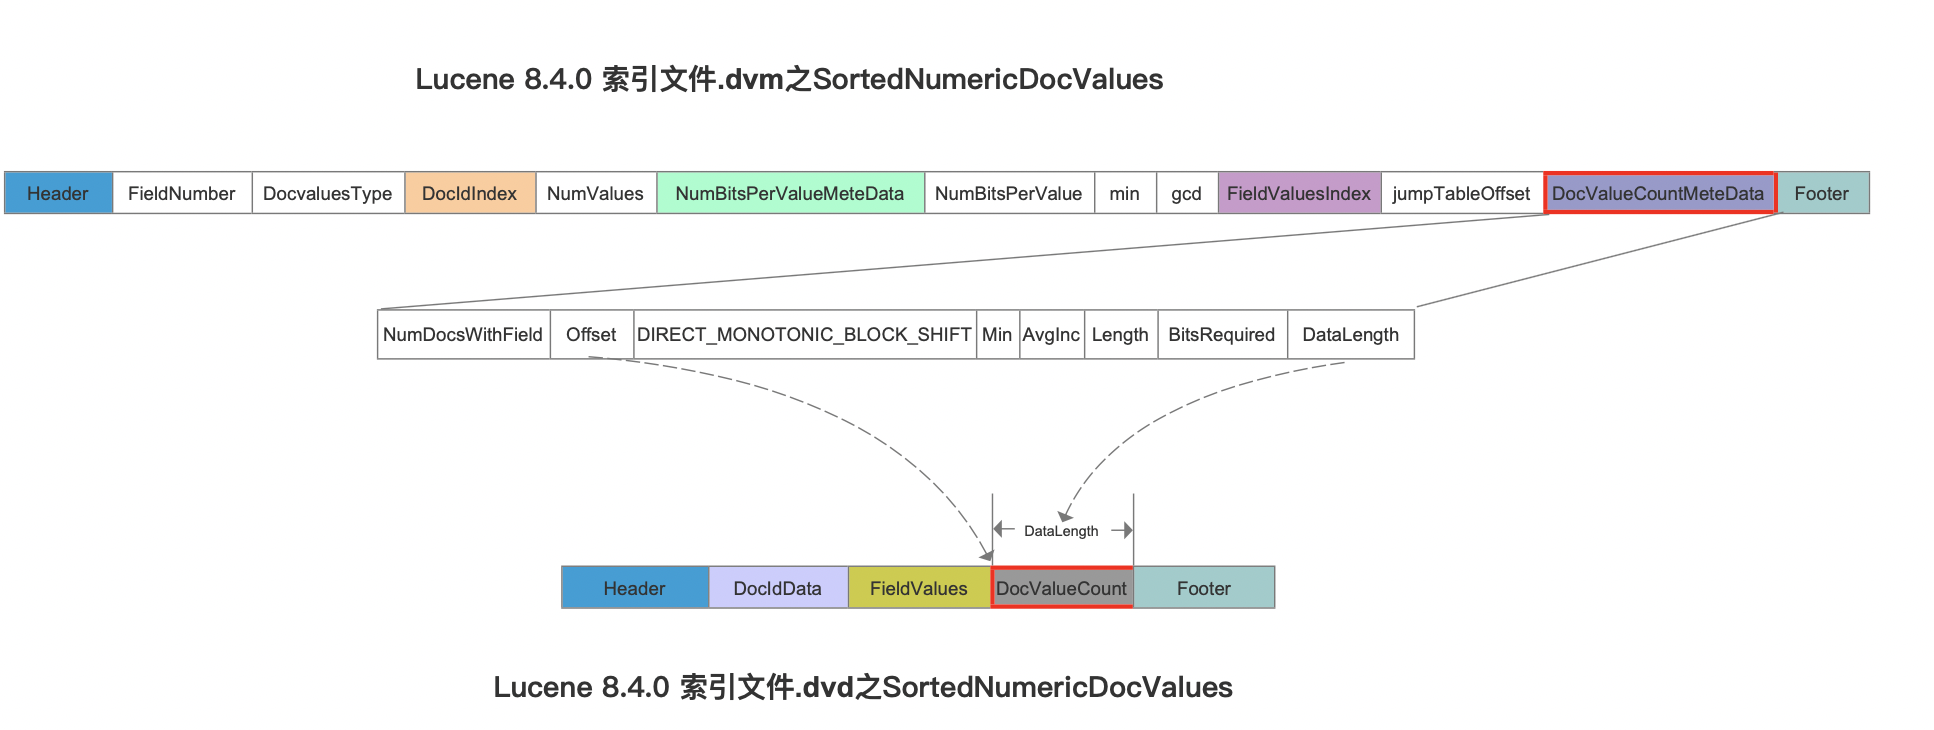 Lucene 8.4.0 索引文件.dvm之SortedNumericDocValues
Header FieldNumber DocvaluesType DocIdIndex NumValues NumBitsPerValueMeteData NumBitsPerValue min gcd FieldValuesIndex jumpTableOffset DocValueCountMeteData Footer
NumDocsWithField Offset DIRECT_MONOTONIC_BLOCK_SHIFT Min AvgInc Length BitsRequired DataLength
DataLength
Header DocIdData FieldValues DocValueCount Footer
Lucene 8.4.0 索引文件.dvd之SortedNumericDocValues